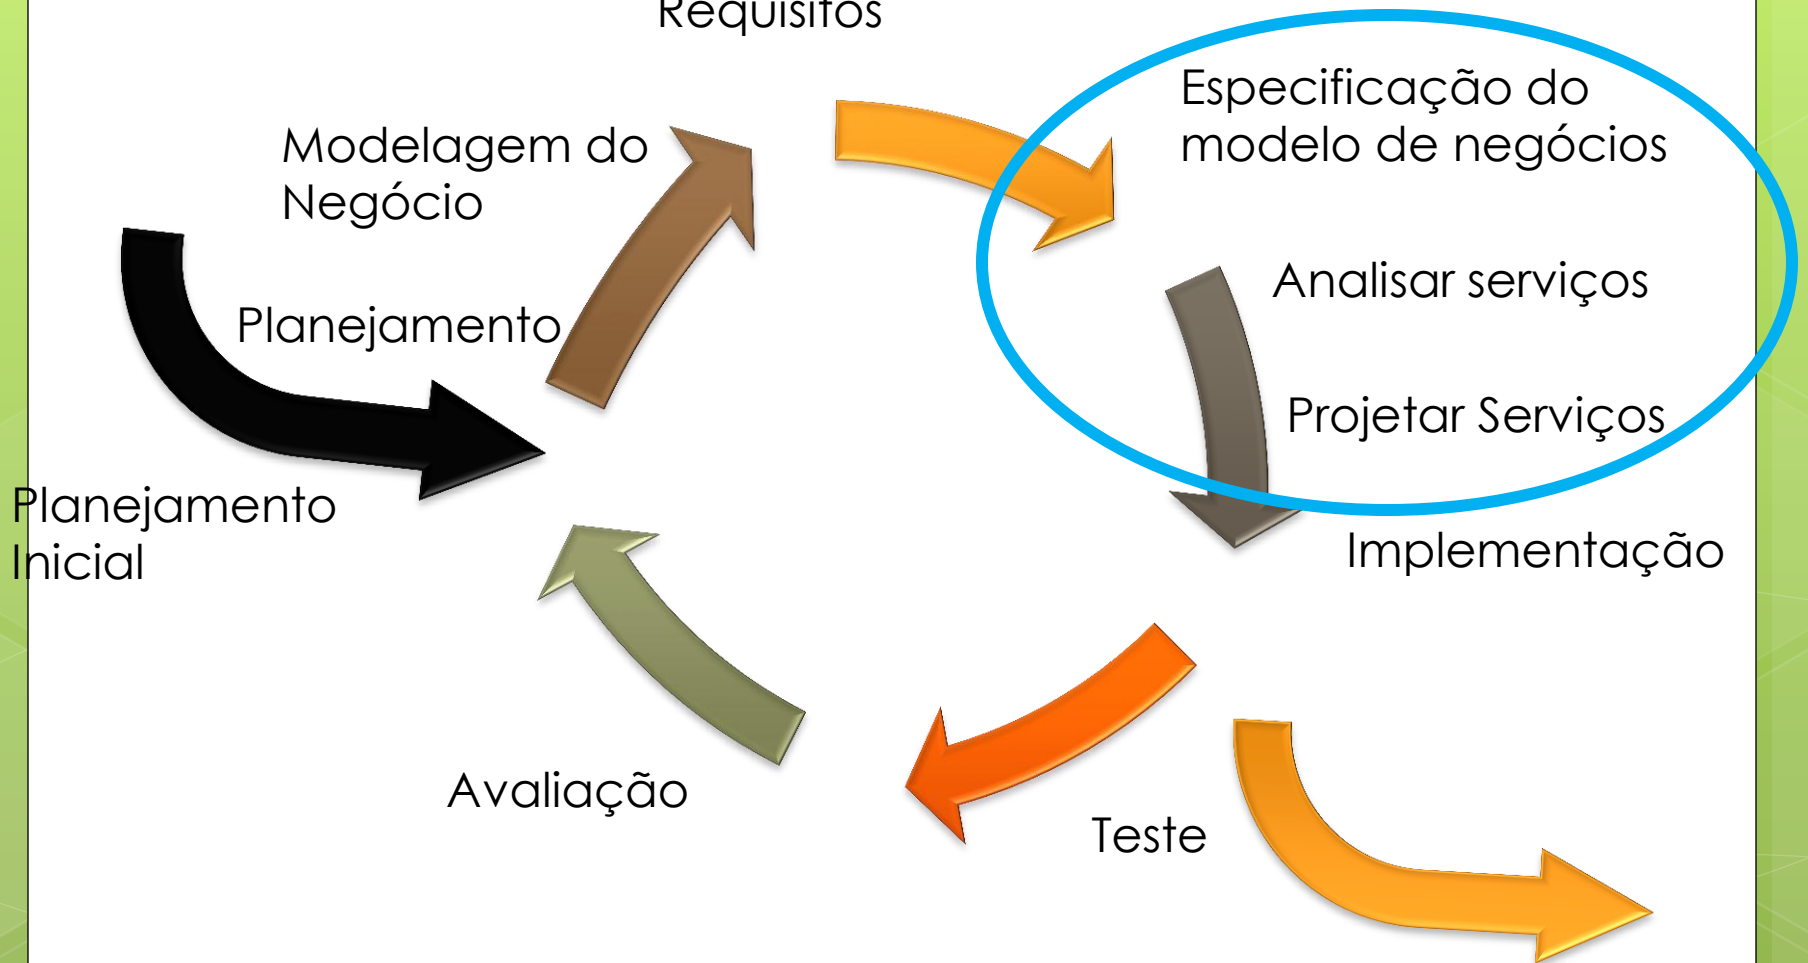 Requisitos
Especificação do
modelo de negócios
Modelagem do
Negócio
Analisar serviços
Planejamento
Projetar Serviços
Planejamento
Inicial
Implementação
Avaliação
Teste